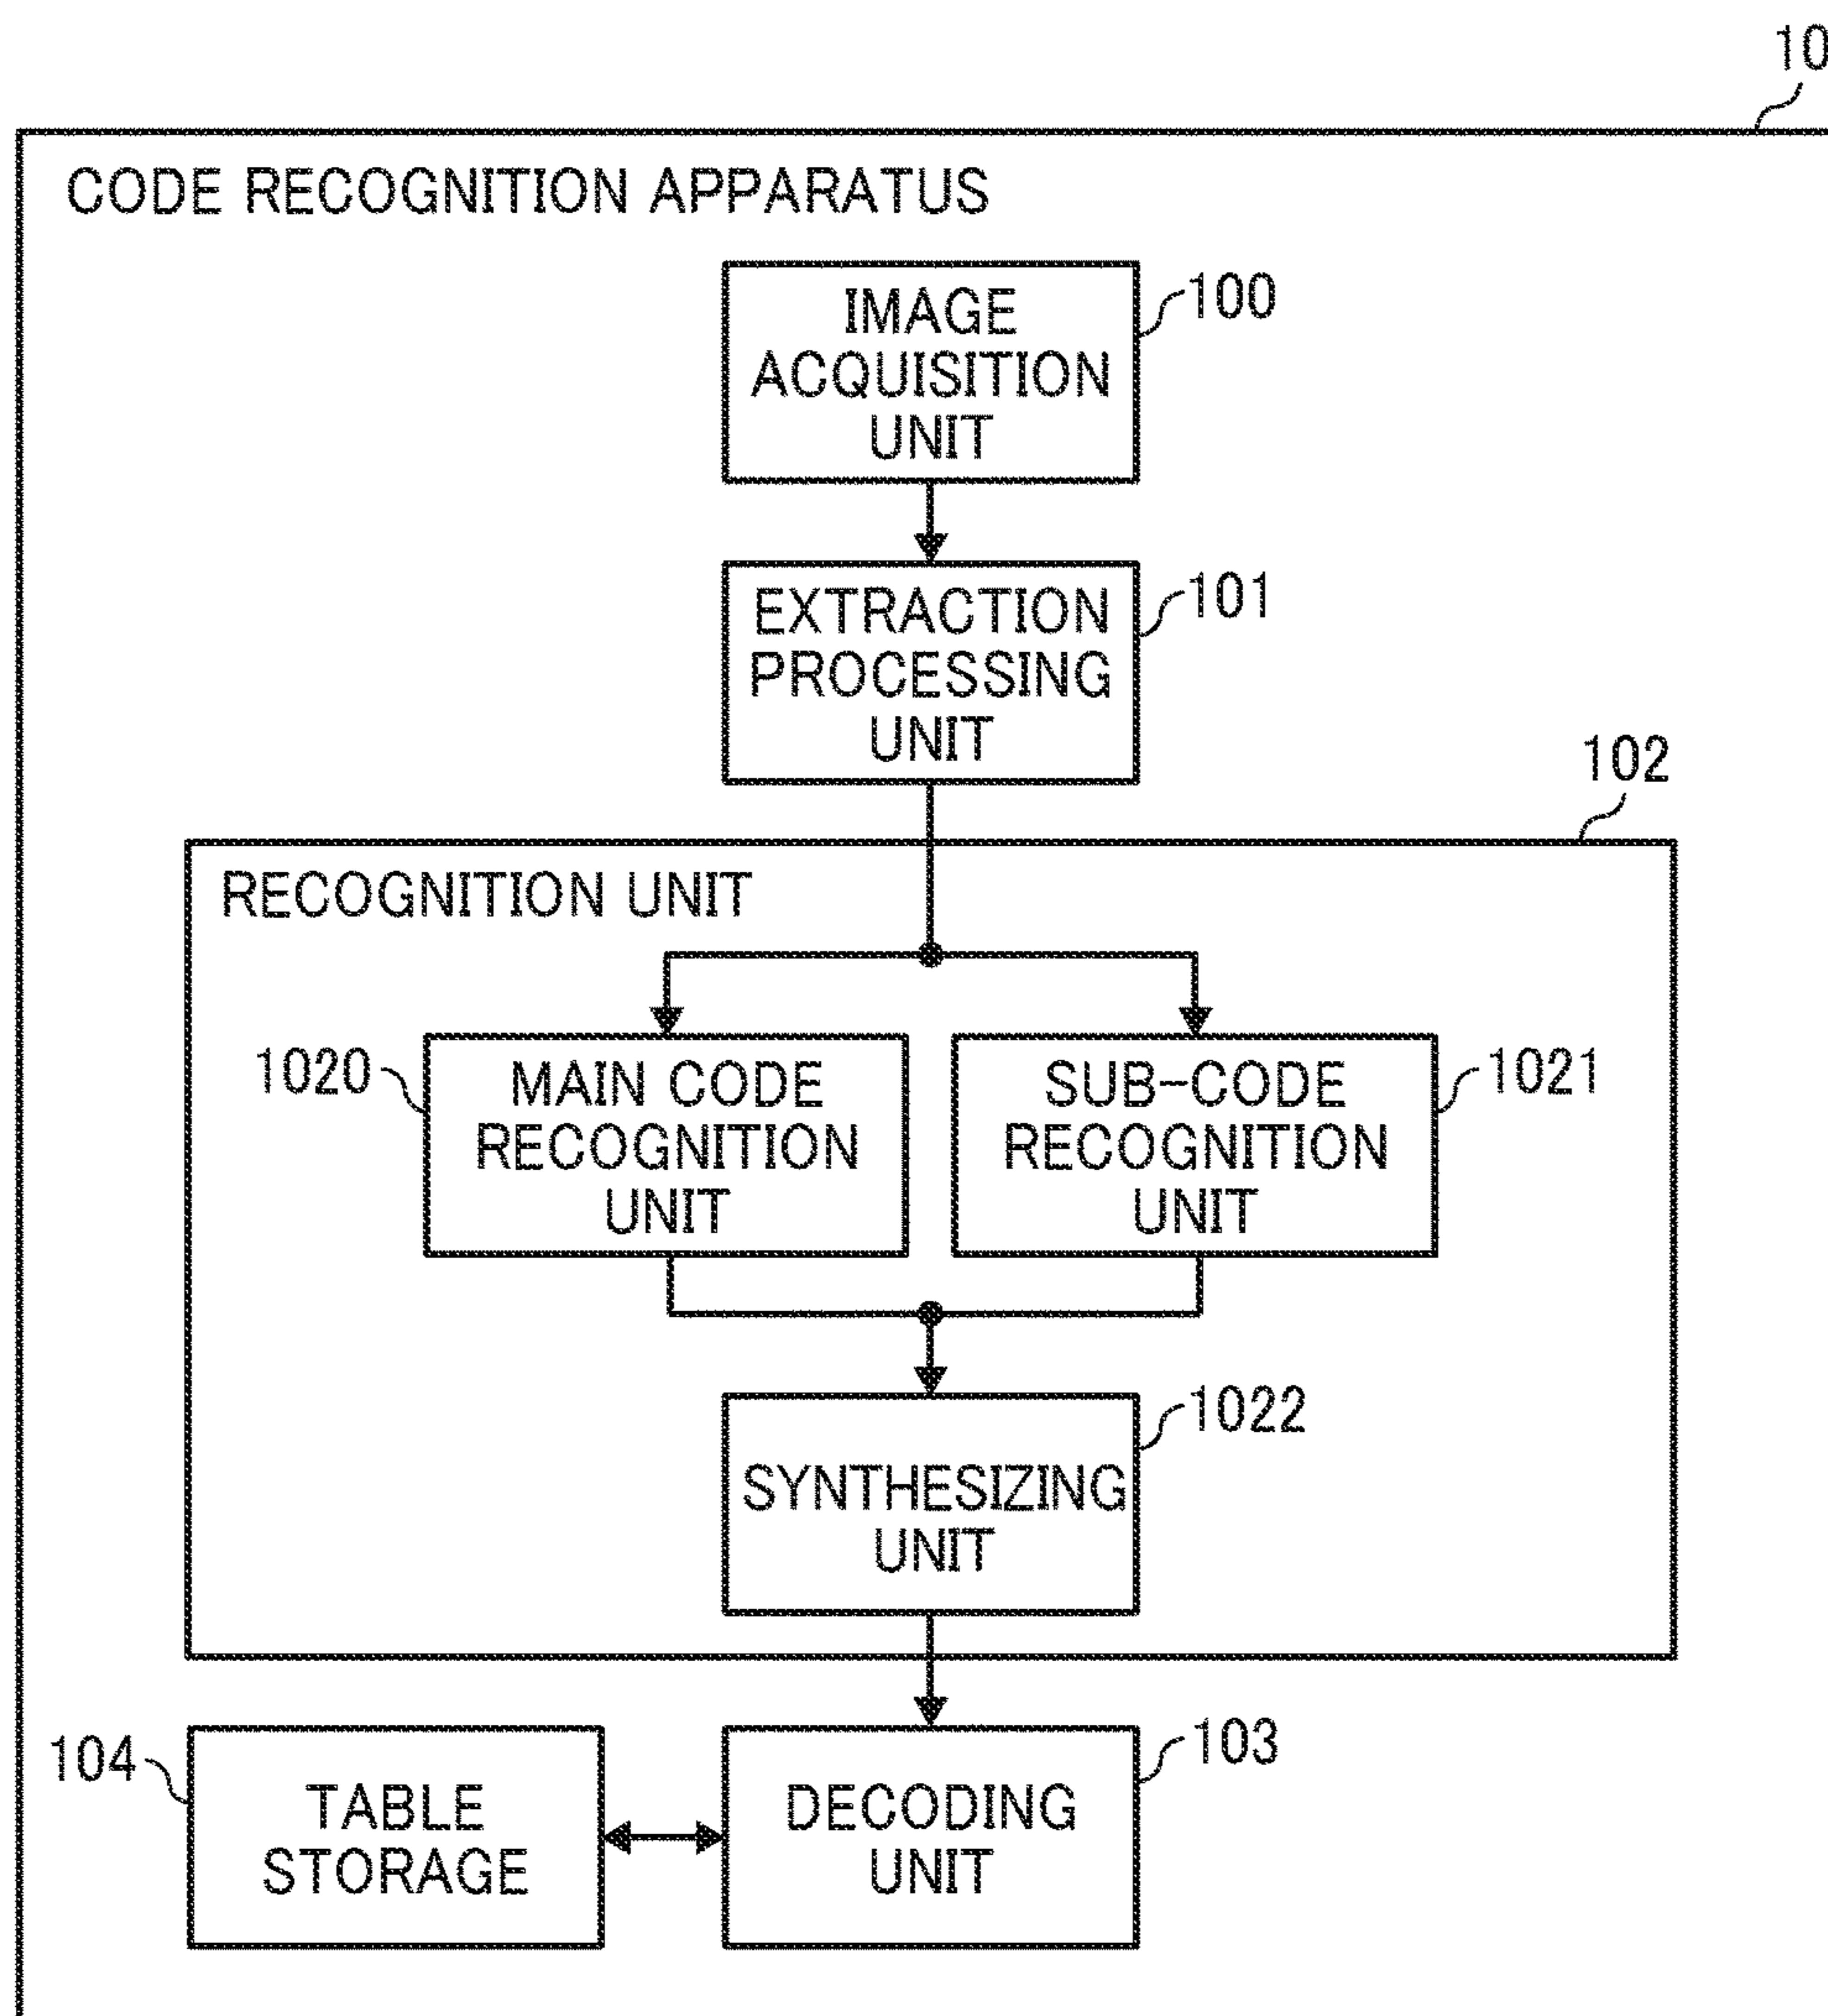 10
CODE RECOGNITION APPARATUS
IMAGE
ACQUISITION
UNIT
100
EXTRACTION
PROCESSING
UNIT
101
102
RECOGNITION UNIT
1020
MAIN CODE
RECOGNITION
UNIT
SUB-CODE
RECOGNITION
UNIT
1021
SYNTHESIZING
UNIT
1022
104
TABLE
STORAGE
DECODING
UNIT
103